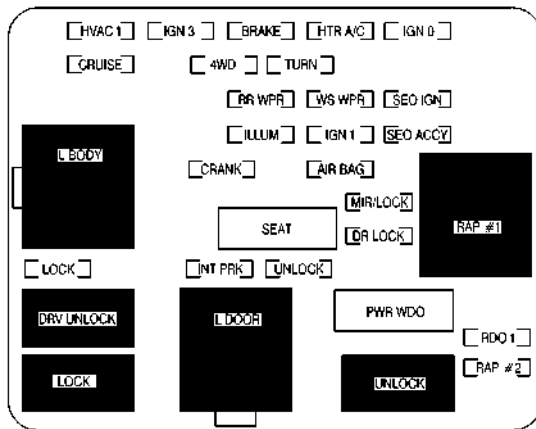 HVAC 1 IGN 3 BRAKE HTR A/C IGN 0
CRUISE 4WD TURN
RR WPR WS WPR SEO IGN
ILLUM IGN 1 SEO ACCY
L BODY
CRANK AIR BAG
MIR/LOCK
SEAT RAP #1
DR LOCK
LOCK INT PRK UNLOCK
DRV UNLOCK L DOOR PWR WDO
RDO 1
RAP #2
LOCK UNLOCK